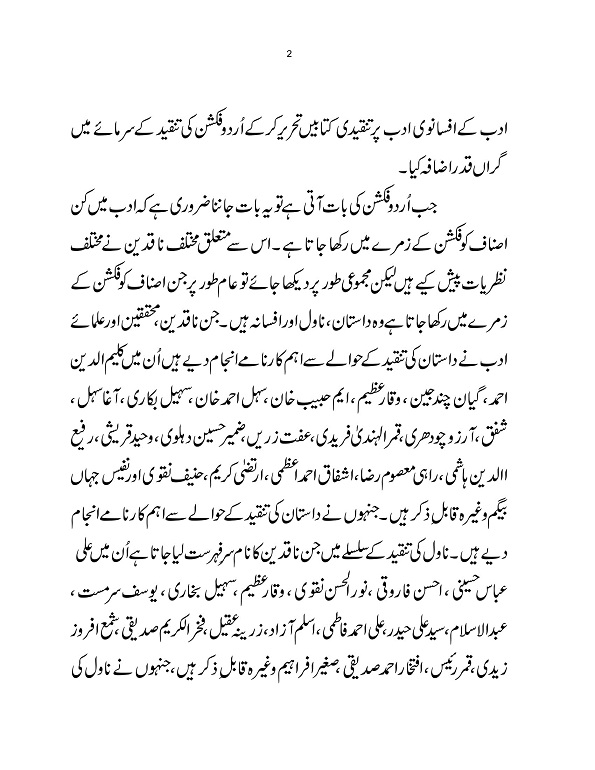 2
ادب کے افسانوی ادب پر تنقیدی کتابیں تحریر کر کے اُردو فکشن کی تنقید کے سرمائے میں
گراں قدر اضافہ کیا۔
جب اُردو فکشن کی بات آتی ہے تو یہ بات جاننا ضروری ہے کہ ادب میں کن
اصناف کو فکشن کے زمرے میں رکھا جاتا ہے۔ اس سے متعلق مختلف ناقدین نے مختلف
نظریات پیش کیے ہیں لیکن مجموعی طور پر دیکھا جائے تو عام طور پر جن اصناف کو فکشن کے
زمرے میں رکھا جاتا ہے وہ داستان، ناول اور افسانہ ہیں۔ جن ناقدین، محققین اور علمائے
ادب نے داستان کی تنقید کے حوالے سے اہم کارنامے انجام دیے ہیں اُن میں کلیم الدین
احمد، گیان چند جین، وقار عظیم، ایم حبیب خان، سہل احمد خان، سہیل بکاری، آغا سہل،
شفق، آرزو چودھری، قمر الہندیٰ فریدی، عفت زریں، ضمیر حسین دہلوی، وحید قریشی، رفیع
االدین ہاشمی، راہی معصوم رضا، اشفاق احمد اعظمی، ارتضیٰ کریم، حنیف نقوی اور نفیس جہاں
بیگم وغیرہ قابل ذکر ہیں۔ جنہوں نے داستان کی تنقید کے حوالے سے اہم کارنامے انجام
دیے ہیں۔ ناول کی تنقید کے سلسلے میں جن ناقدین کا نام سرفہرست لیا جاتا ہے اُن میں علی
عباس حسینی، احسن فاروقی، نور الحسن نقوی، وقار عظیم، سہیل بخاری، یوسف سرمست،
عبدالاسلام، سید علی حیدر، علی احمد فاطمی، اسلم آزاد، زرینہ عقیل، فخر الکریم صدیقی، شمع افروز
زیدی، قمر رئیس، افتخار احمد صدیقی، صغیر افراہیم وغیرہ قابل ذکر ہیں، جنہوں نے ناول کی